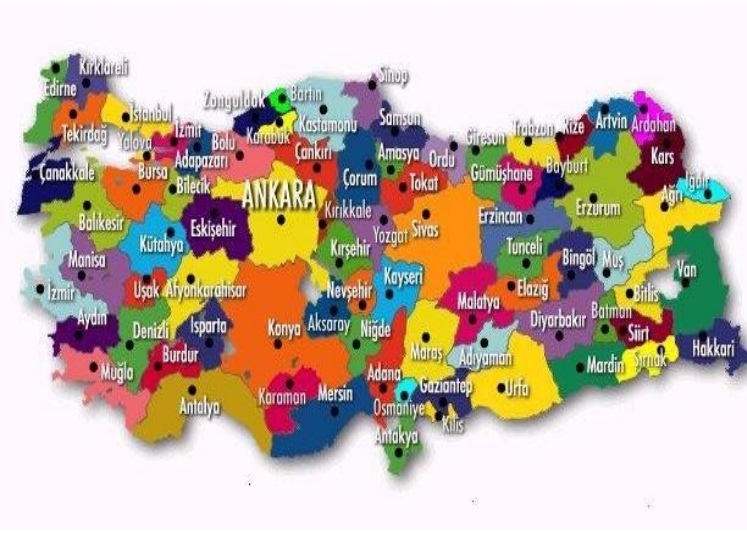 Kırklareli
Edirne
Tekirdağ
İstanbul
Yalova
İzmir
Adapazarı
Bolu
Zonguldak
Bartın
Karabük
Kastamonu
Sinop
Samsun
Çankırı
Çorum
Amasya
Ordu
Giresun
Trabzon
Rize
Artvin
Ardahan
Kars
Iğdır
Ağrı
Çanakkale
Bursa
Bilecik
Balıkesir
Kütahya
Eskişehir
ANKARA
Kırıkkale
Yozgat
Tokat
Sivas
Gümüşhane
Bayburt
Erzincan
Erzurum
Manisa
İzmir
Uşak
Afyonkarahisar
Kırşehir
Nevşehir
Kayseri
Aksaray
Niğde
Malatya
Tunceli
Elazığ
Bingöl
Muş
Bitlis
Van
Aydın
Denizli
Isparta
Burdur
Muğla
Antalya
Konya
Karaman
Mersin
Adana
Osmaniye
Antakya
Maraş
Gaziantep
Kilis
Adıyaman
Urfa
Diyarbakır
Batman
Siirt
Mardin
Şırnak
Hakkari